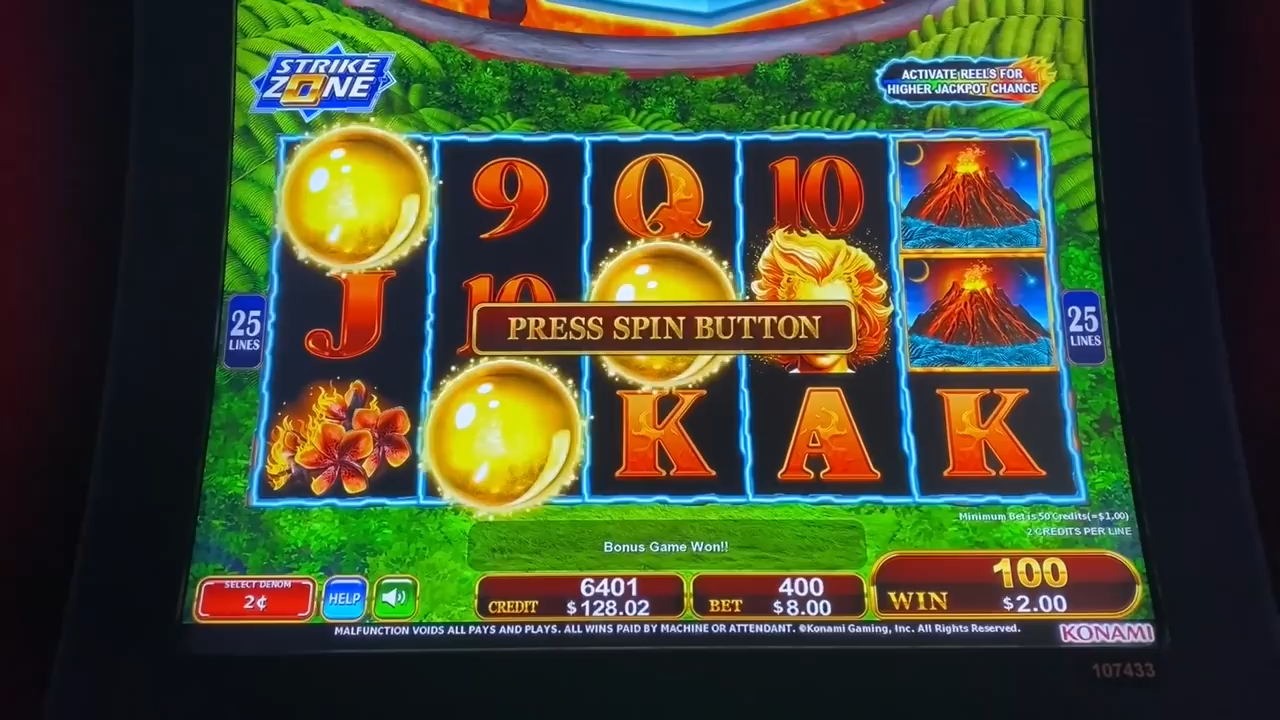 STRIKE
ZONE
ACTIVATE REELS FOR
HIGHER JACKPOT CHANCE
9
Q
10
J
10
25
LINES
PRESS SPIN BUTTON
25
LINES
K
A
K
Minimum Bet is 50 Credits(=$1.00)
2 CREDITS PER LINE
Bonus Game Won!!
SELECT DENOM
2¢
HELP
6401
CREDIT $128.02
400
BET $8.00
100
WIN $2.00
MALFUNCTION VOIDS ALL PAYS AND PLAYS. ALL WINS PAID BY MACHINE OR ATTENDANT. ©Konami Gaming, Inc. All Rights Reserved.
KONAMI
107433